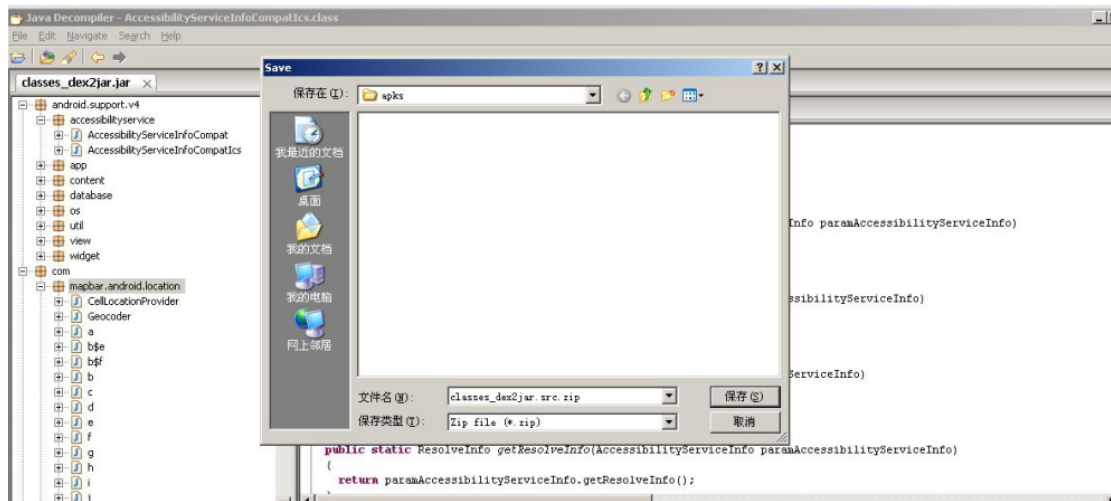 Java Decompiler - AccessibilityServiceInfoCompatIcs.class
File Edit Navigate Search Help
classes_dex2jar.jar
android.support.v4
accessibilityservice
AccessibilityServiceInfoCompat
AccessibilityServiceInfoCompatIcs
app
content
database
os
util
view
widget
com
mapbar.android.location
CellLocationProvider
Geocoder
a
b$e
b$f
b
c
d
e
f
g
h
i
Save
保存在(I):
apks
我最近的文档
桌面
我的文档
我的电脑
网上邻居
文件名(N):
classes_dex2jar.src.zip
保存(S)
保存类型(T):
Zip file (*.zip)
取消
Info paramAccessibilityServiceInfo)
ssibilityServiceInfo)
ServiceInfo)
public static ResolveInfo getResolveInfo(AccessibilityServiceInfo paramAccessibilityServiceInfo)
{
return paramAccessibilityServiceInfo.getResolveInfo();